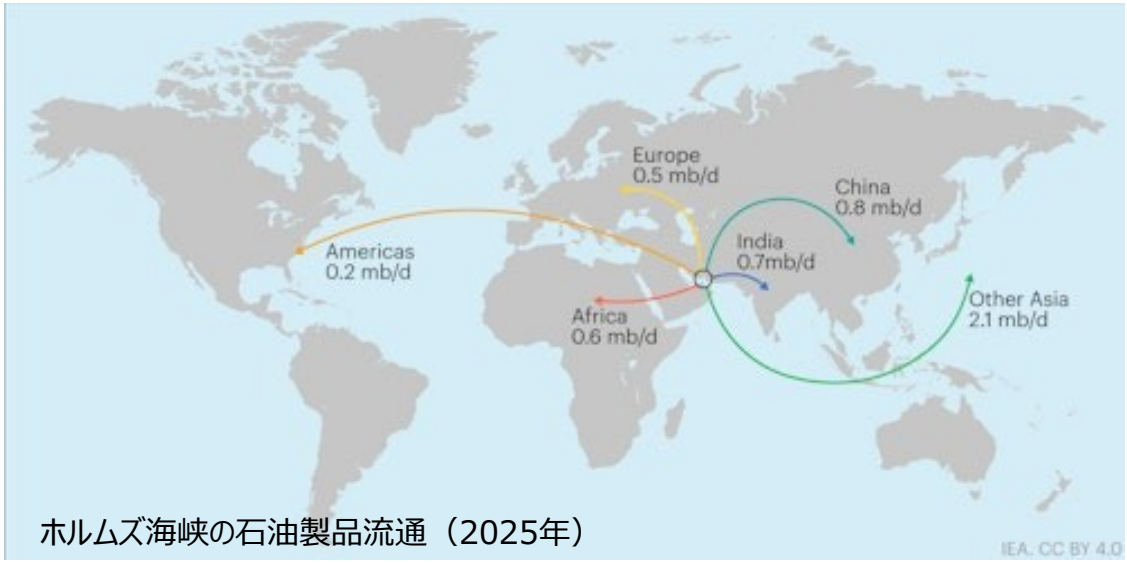 Europe
0.5 mb/d
China
0.8 mb/d
Americas
0.2 mb/d
India
0.7mb/d
Africa
0.6 mb/d
Other Asia
2.1 mb/d
ホルムズ海峡の石油製品流通（2025年）
IEA. CC BY 4.0